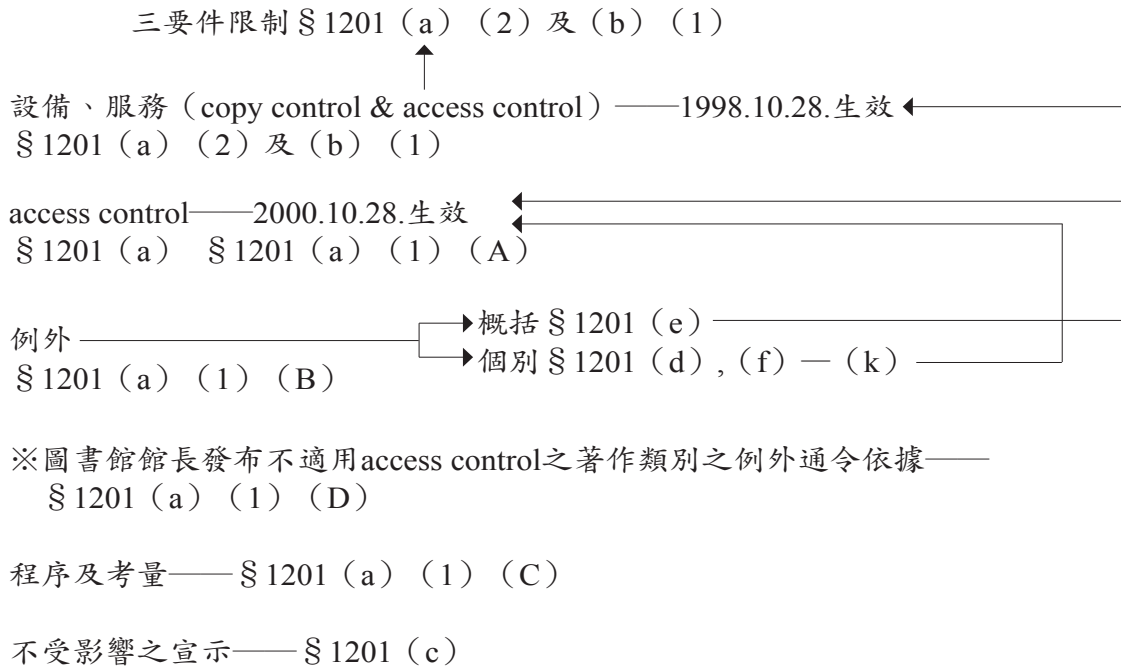 三要件限制§1201（a）（2）及（b）（1）
設備、服務（copy control & access control）——1998.10.28.生效
§1201（a）（2）及（b）（1）
access control——2000.10.28.生效
§1201（a） §1201（a）（1）（A）
例外
概括§1201（e）
個別§1201（d）, （f）—（k）
§1201（a）（1）（B）
※圖書館館長發布不適用access control之著作類別之例外通令依據——
§1201（a）（1）（D）
程序及考量——§1201（a）（1）（C）
不受影響之宣示——§1201（c）